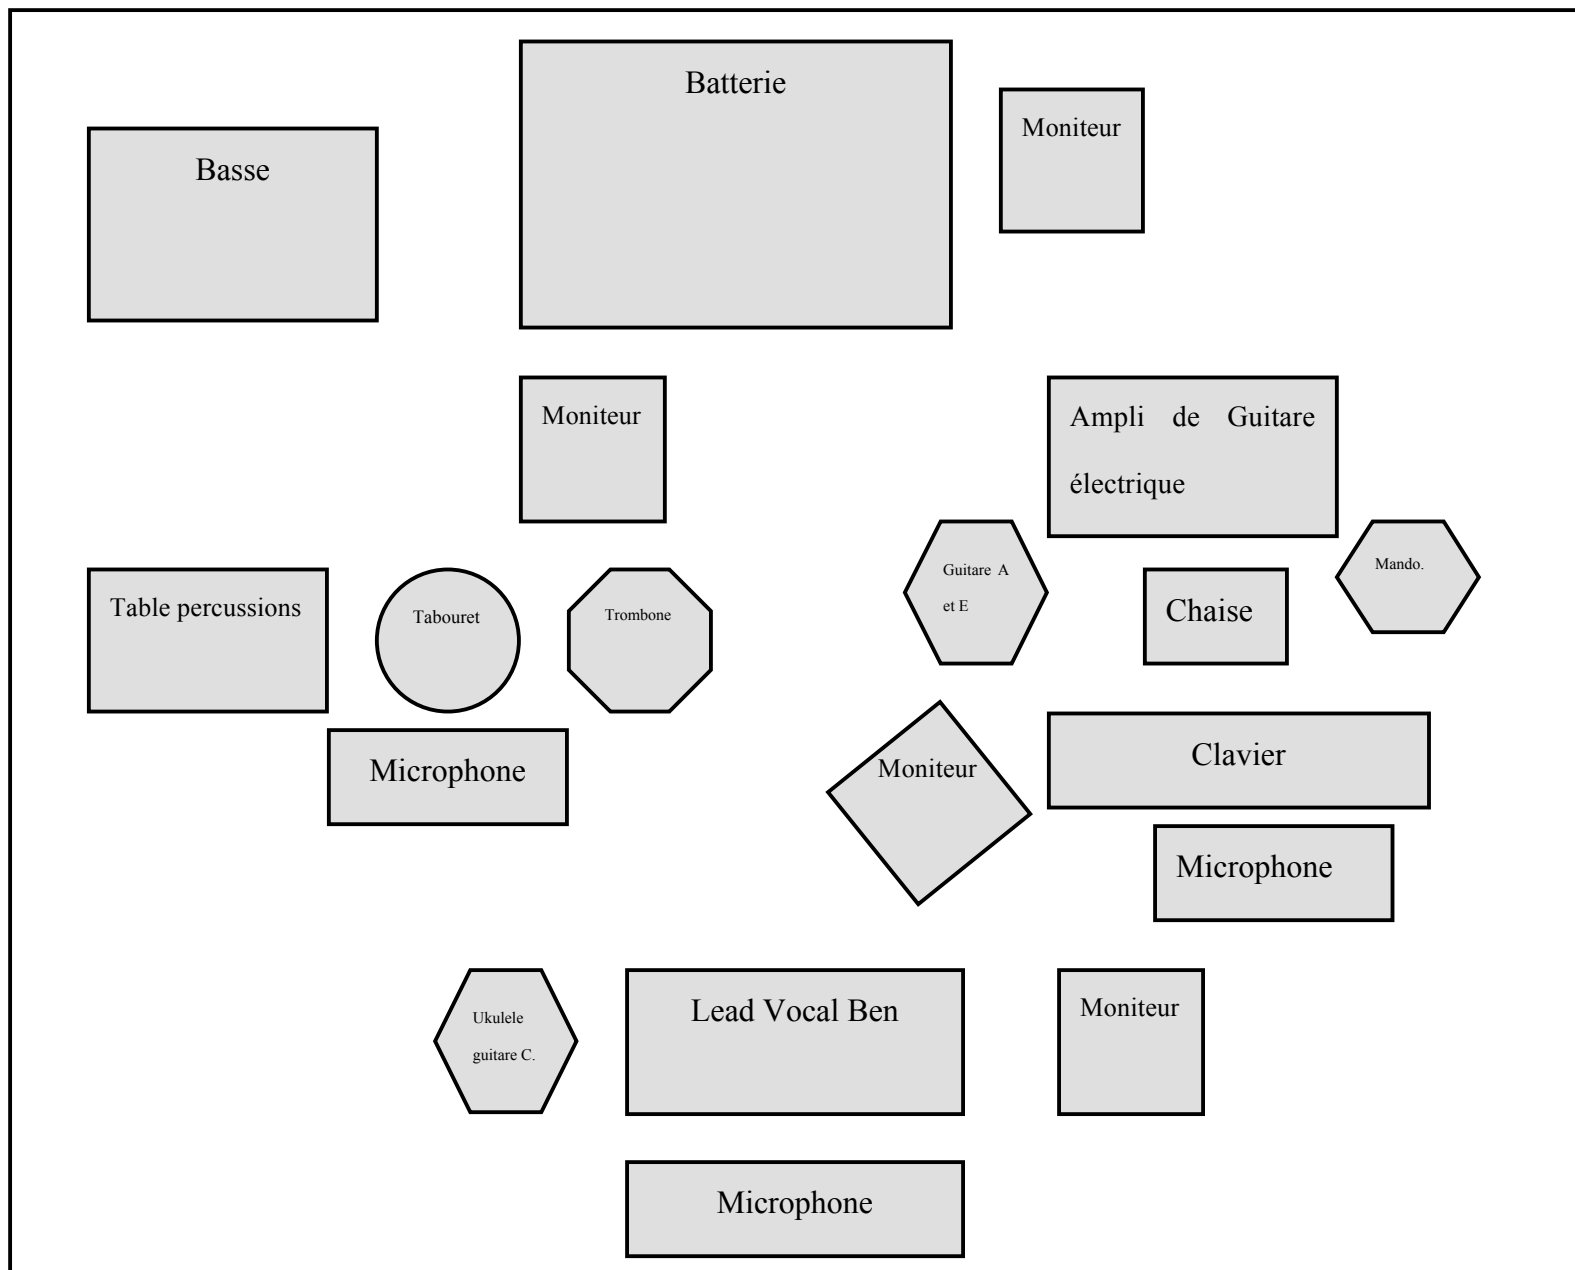 Batterie
Moniteur
Basse
Moniteur
Ampli de Guitare
électrique
Guitare A
et E
Mando.
Chaise
Table percussions
Tabouret
Trombone
Microphone
Moniteur
Clavier
Microphone
Ukulele
guitare C.
Lead Vocal Ben
Moniteur
Microphone